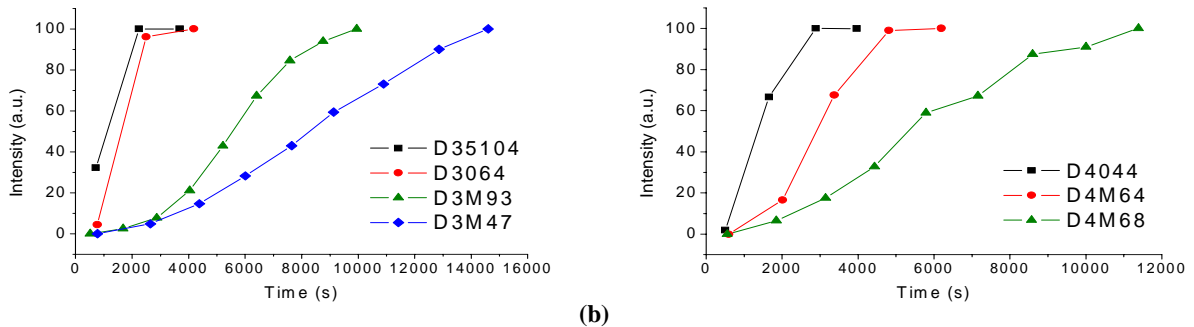 Intensity (a.u.)
100
80
60
40
20
0
D35104
D3064
D3M93
D3M47
0 2000 4000 6000 8000 10000 12000 14000 16000
Time (s)
Intensity (a.u.)
100
80
60
40
20
0
D4044
D4M64
D4M68
0 2000 4000 6000 8000 10000 12000
Time (s)
(b)